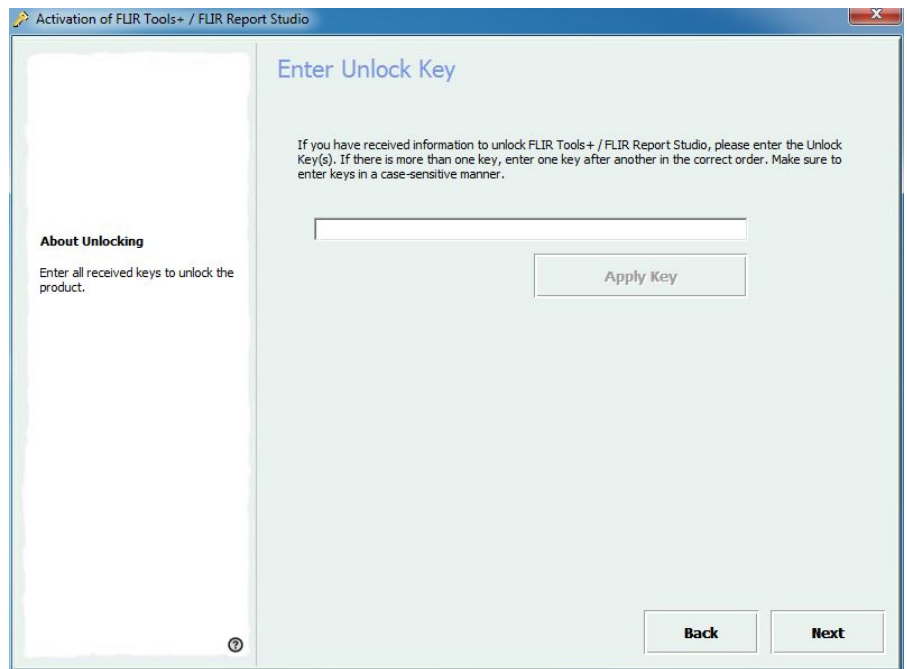 Activation of FLIR Tools+ / FLIR Report Studio
Enter Unlock Key
If you have received information to unlock FLIR Tools+ / FLIR Report Studio, please enter the Unlock
Key(s). If there is more than one key, enter one key after another in the correct order. Make sure to
enter keys in a case-sensitive manner.
About Unlocking
Enter all received keys to unlock the
product.
Apply Key
Back
Next